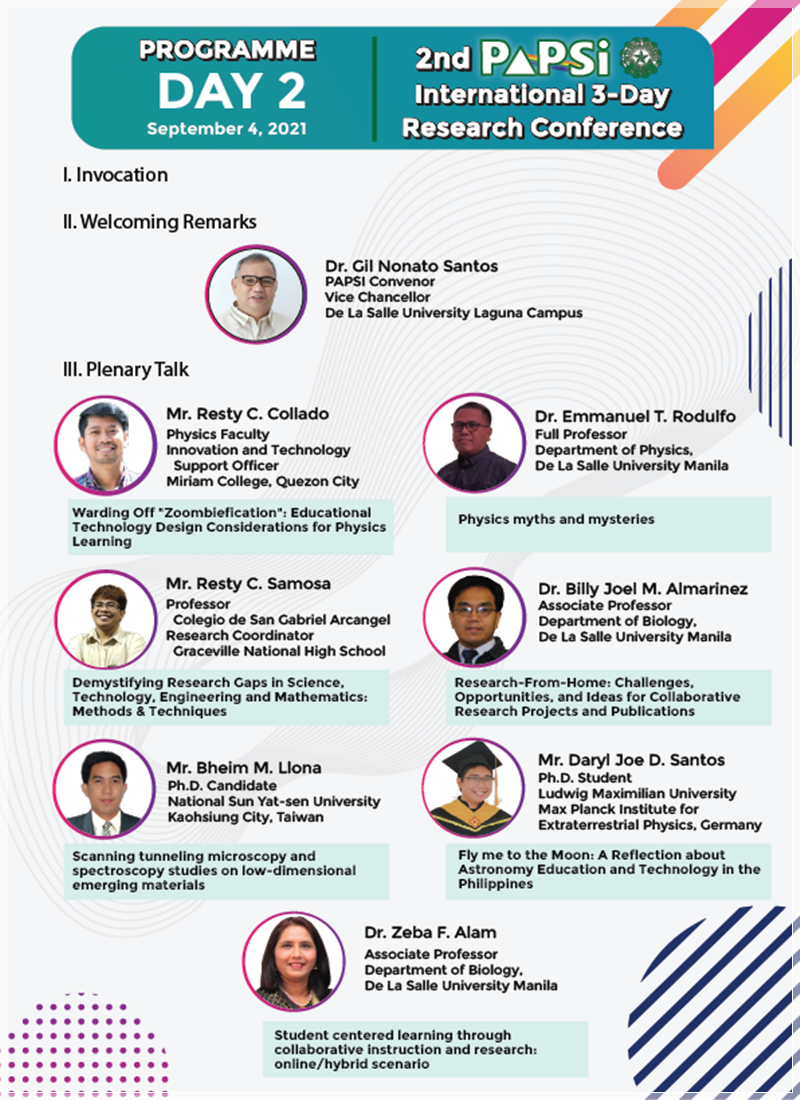 PROGRAMME
DAY 2
September 4, 2021
2nd PAPSi
International 3-Day
Research Conference
I. Invocation
II. Welcoming Remarks
Dr. Gil Nonato Santos
PAPSI Convenor
Vice Chancellor
De La Salle University Laguna Campus
III. Plenary Talk
Mr. Resty C. Collado
Physics Faculty
Innovation and Technology
Support Officer
Miriam College, Quezon City
Warding Off "Zoombiefication": Educational
Technology Design Considerations for Physics
Learning
Dr. Emmanuel T. Rodulfo
Full Professor
Department of Physics,
De La Salle University Manila
Physics myths and mysteries
Mr. Resty C. Samosa
Professor
Colegio de San Gabriel Arcangel
Research Coordinator
Graceville National High School
Demystifying Research Gaps in Science,
Technology, Engineering and Mathematics:
Methods & Techniques
Dr. Billy Joel M. Almarinez
Associate Professor
Department of Biology,
De La Salle University Manila
Research-From-Home: Challenges,
Opportunities, and Ideas for Collaborative
Research Projects and Publications
Mr. Bheim M. Llona
Ph.D. Candidate
National Sun Yat-sen University
Kaohsiung City, Taiwan
Scanning tunneling microscopy and
spectroscopy studies on low-dimensional
emerging materials
Mr. Daryl Joe D. Santos
Ph.D. Student
Ludwig Maximilian University
Max Planck Institute for
Extraterrestrial Physics, Germany
Fly me to the Moon: A Reflection about
Astronomy Education and Technology in the
Philippines
Dr. Zeba F. Alam
Associate Professor
Department of Biology,
De La Salle University Manila
Student centered learning through
collaborative instruction and research:
online/hybrid scenario